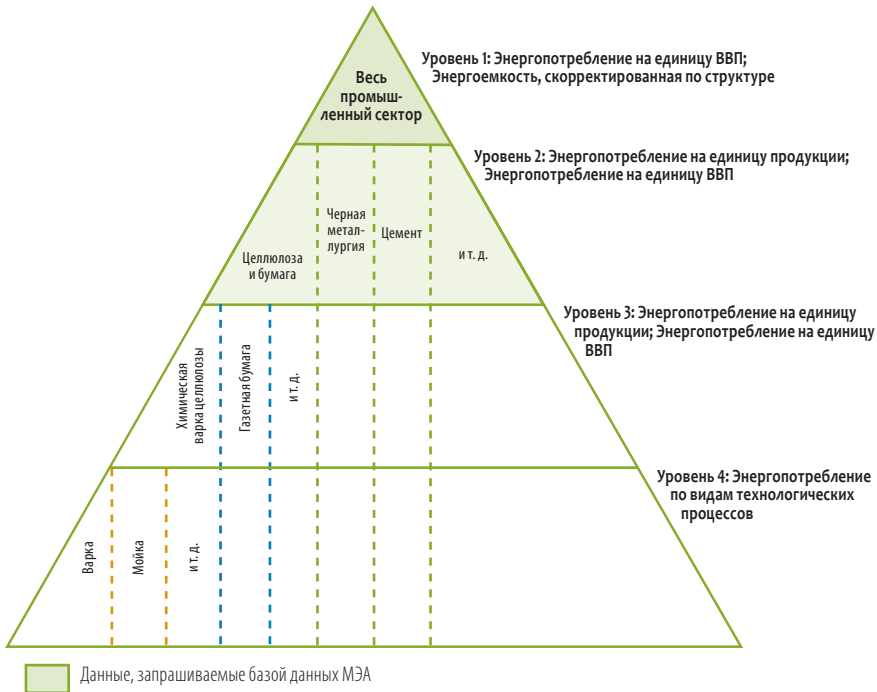 Уровень 1: Энергопотребление на единицу ВВП;
Энергоемкость, скорректированная по структуре
Весь
промыш-
ленный сектор
Уровень 2: Энергопотребление на единицу продукции;
Энергопотребление на единицу ВВП
Целлюлоза
и бумага
Черная
метал-
лургия
Цемент
и т. д.
Уровень 3: Энергопотребление на единицу
продукции; Энергопотребление на единицу
ВВП
Химическая
варка целлюлозы
Газетная бумага
и т. д.
Уровень 4: Энергопотребление
по видам технологических
процессов
Варка
Мойка
и т. д.
Данные, запрашиваемые базой данных МЭА